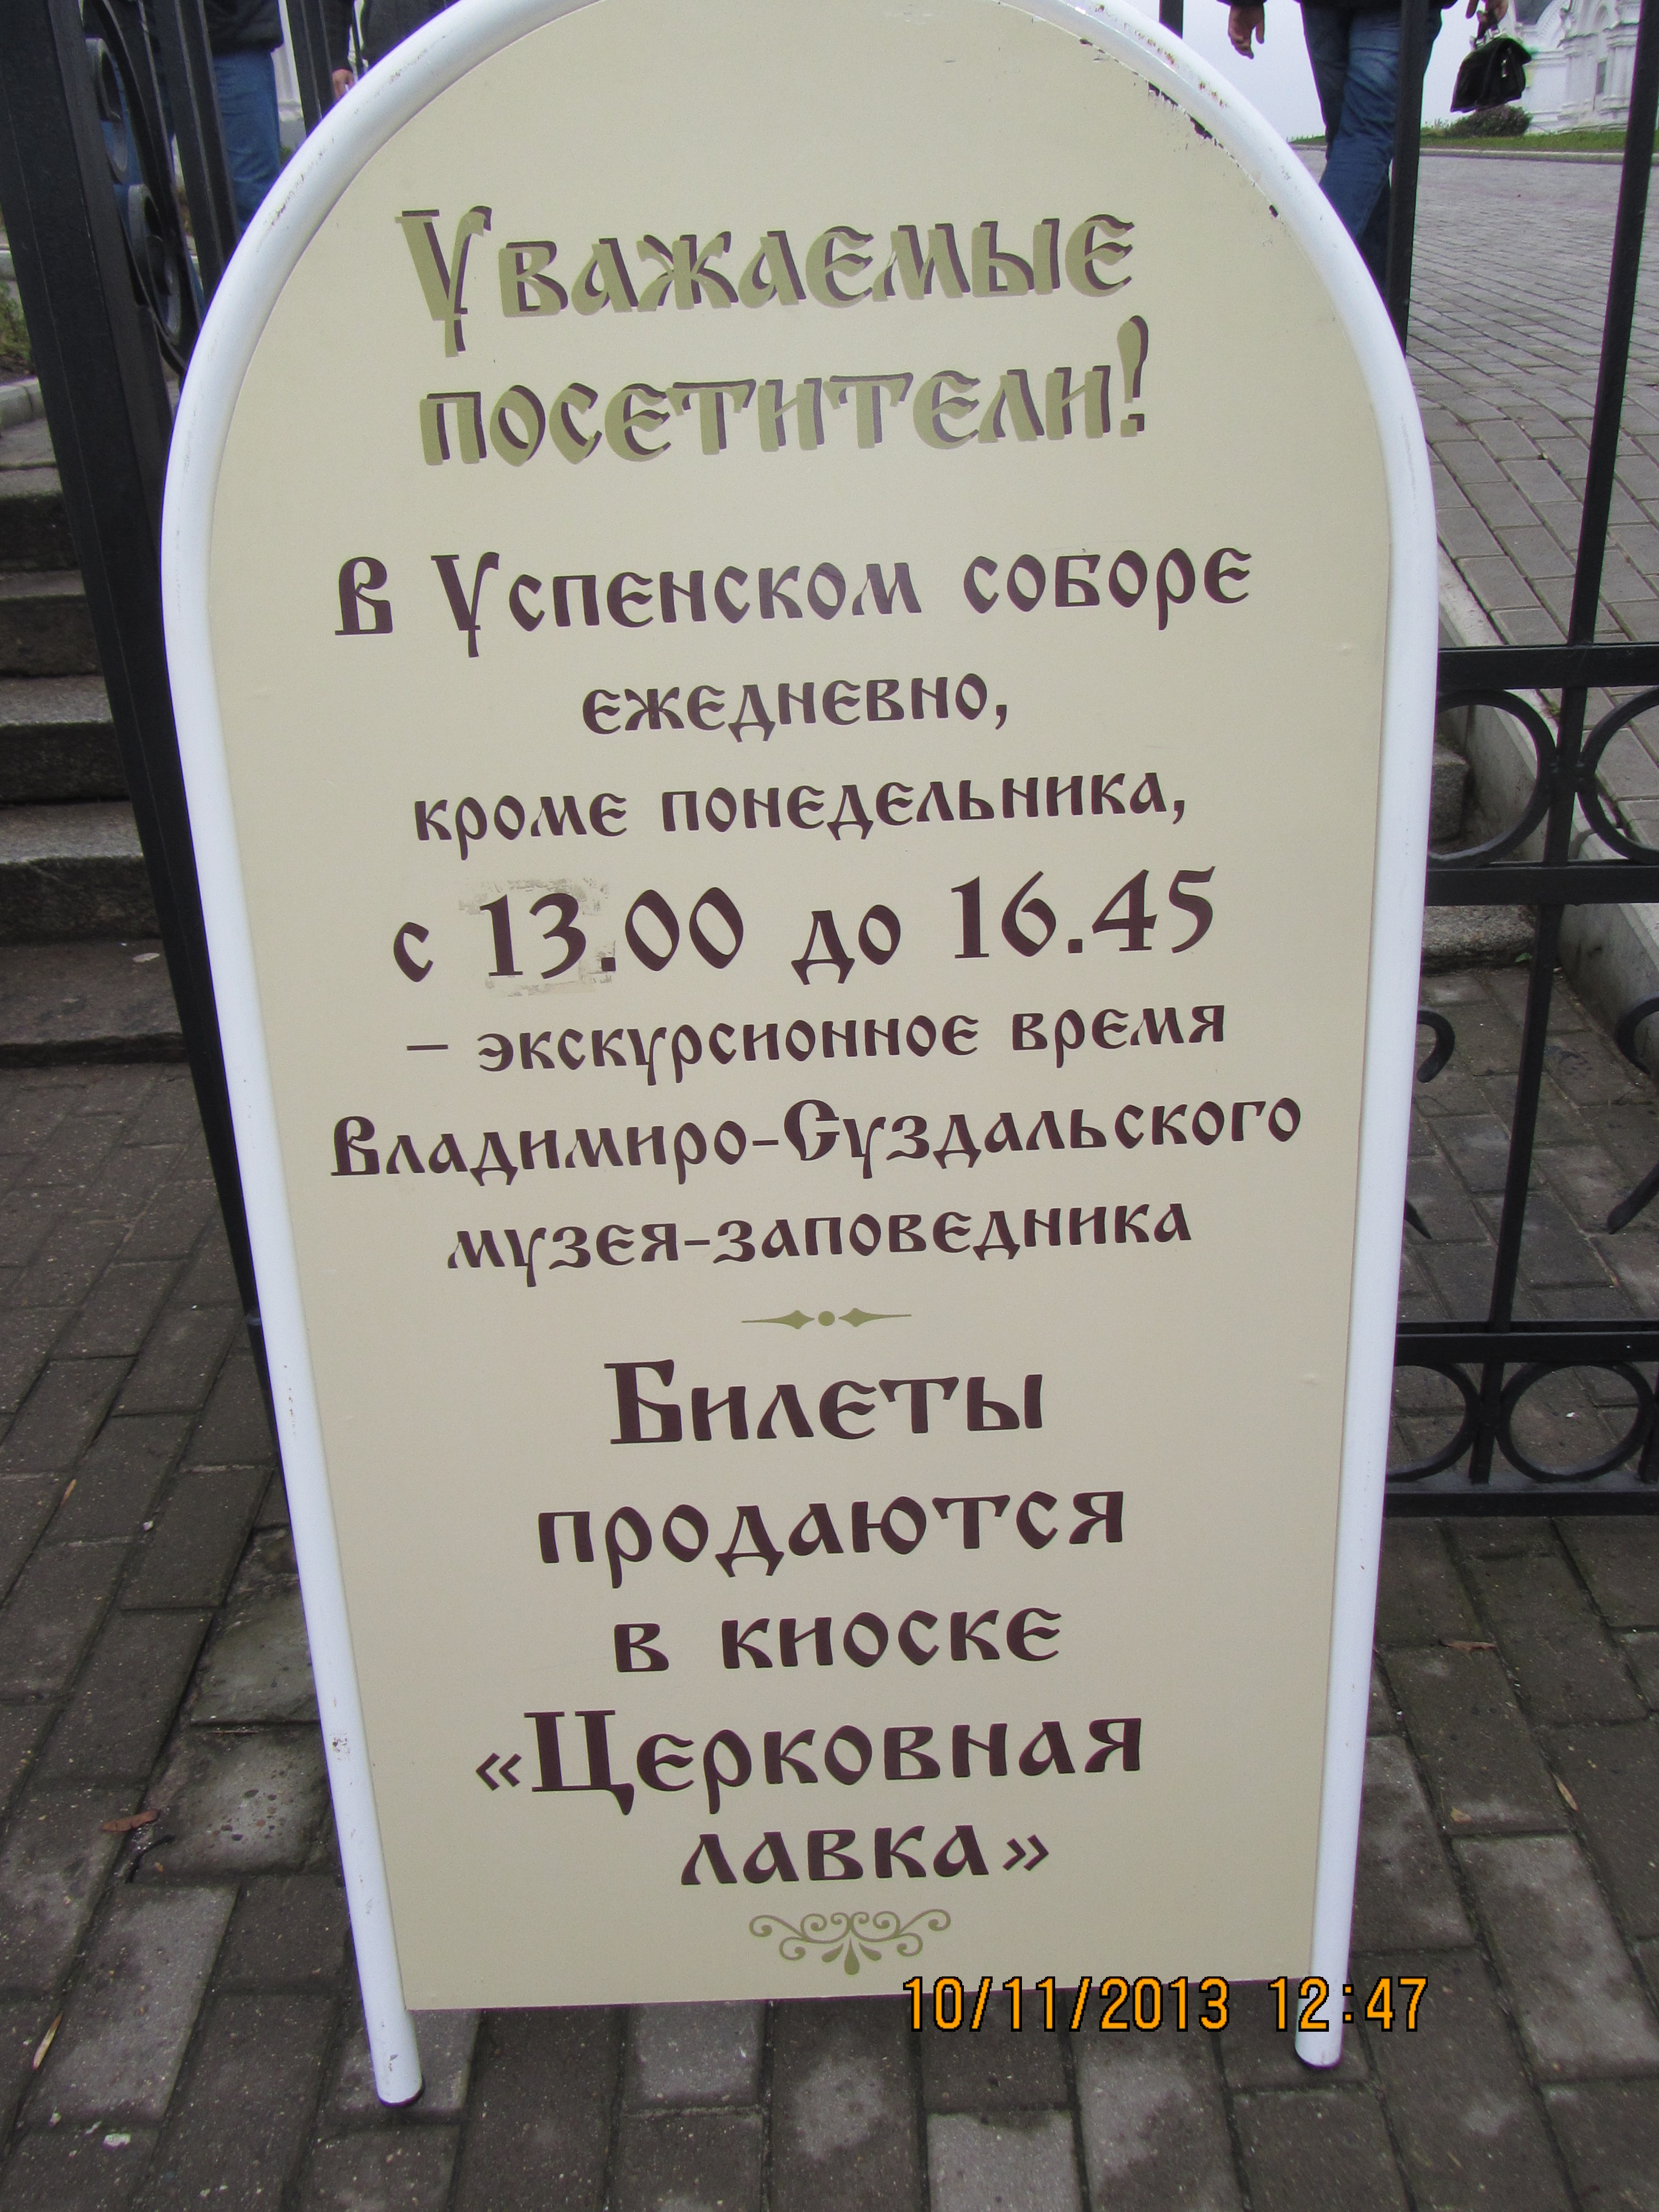 Уважаемые
посетители!
В Успенском соборе
ежедневно,
кроме понедельника,
с 13.00 до 16.45
– экскурсионное время
Владимиро-Суздальского
музея-заповедника
Билеты
продаются
в киоске
«Церковная
лавка»
10/11/2013 12:47